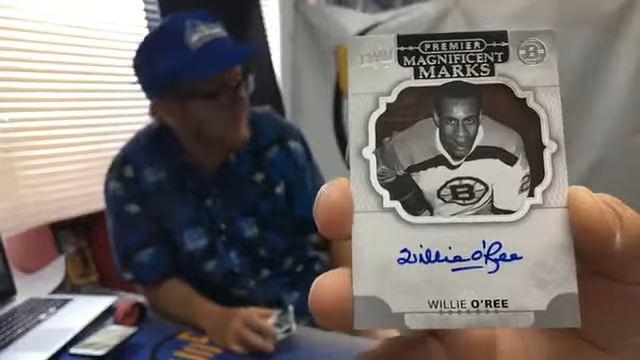 PREMIER
MAGNIFICENT
MARKS
B
B
Willie O'Ree
WILLIE O'REE